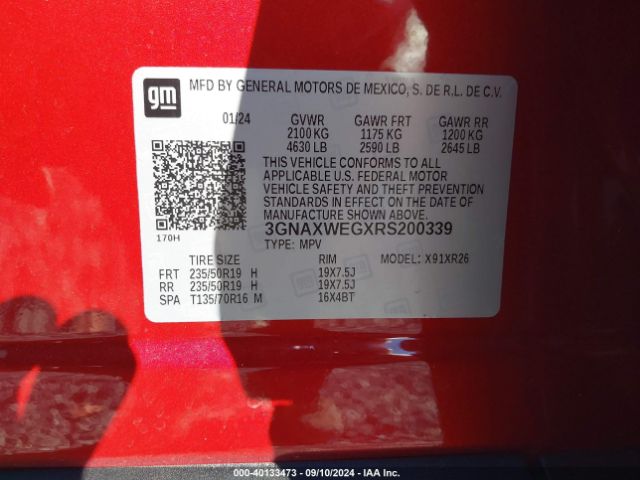 gm
MFD BY GENERAL MOTORS DE MEXICO, S. DE R.L. DE C.V.
01/24 GVWR GAWR FRT GAWR RR
2100 KG 1175 KG 1200 KG
4630 LB 2590 LB 2645 LB
THIS VEHICLE CONFORMS TO ALL
APPLICABLE U.S. FEDERAL MOTOR
VEHICLE SAFETY AND THEFT PREVENTION
STANDARDS IN EFFECT ON THE DATE OF
MANUFACTURE SHOWN ABOVE.
170H
3GNAXWEGXRS200339
TYPE: MPV
TIRE SIZE RIM MODEL: X91XR26
FRT 235/50R19 H 19X7.5J
RR 235/50R19 H 19X7.5J
SPA T135/70R16 M 16X4BT
000-40133473 - 09/10/2024 - IAA Inc.